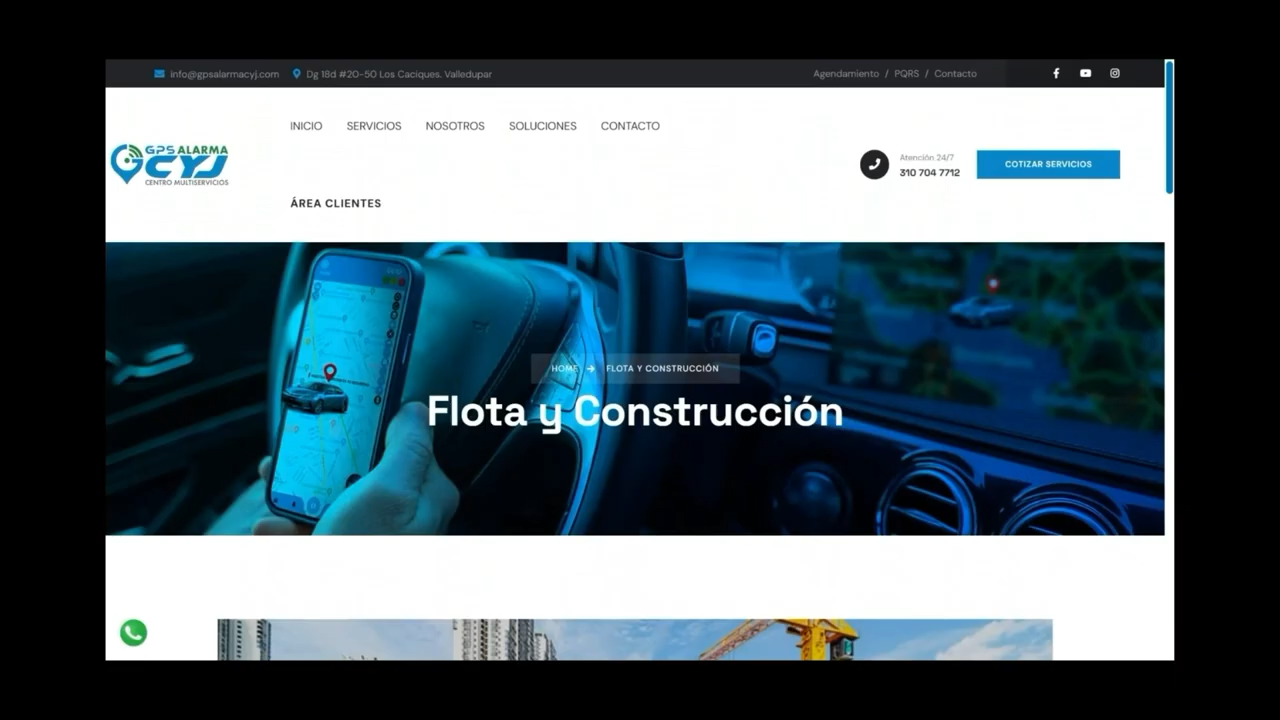 info@gpsalarmacyj.com Dg 18d #20-50 Los Caciques. Valledupar Agendamiento / PQRS / Contacto
INICIO SERVICIOS NOSOTROS SOLUCIONES CONTACTO
GPS ALARMA
CYJ
CENTRO MULTISERVICIOS
Atención 24/7
310 704 7712
COTIZAR SERVICIOS
ÁREA CLIENTES
HOME → FLOTA Y CONSTRUCCIÓN
Flota y Construcción